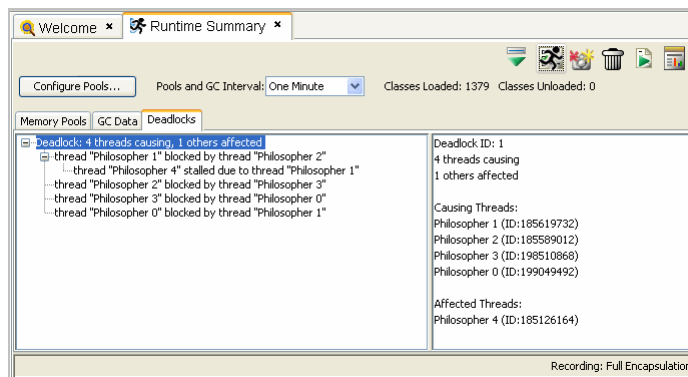 Welcome
Runtime Summary
Configure Pools...
Pools and GC Interval: One Minute
Classes Loaded: 1379 Classes Unloaded: 0
Memory Pools
GC Data
Deadlocks
Deadlock: 4 threads causing, 1 others affected
thread "Philosopher 1" blocked by thread "Philosopher 2"
thread "Philosopher 4" stalled due to thread "Philosopher 1"
thread "Philosopher 2" blocked by thread "Philosopher 3"
thread "Philosopher 3" blocked by thread "Philosopher 0"
thread "Philosopher 0" blocked by thread "Philosopher 1"
Deadlock ID: 1
4 threads causing
1 others affected
Causing Threads:
Philosopher 1 (ID:185619732)
Philosopher 2 (ID:185589012)
Philosopher 3 (ID:198510868)
Philosopher 0 (ID:199049492)
Affected Threads:
Philosopher 4 (ID:185126164)
Recording: Full Encapsulation